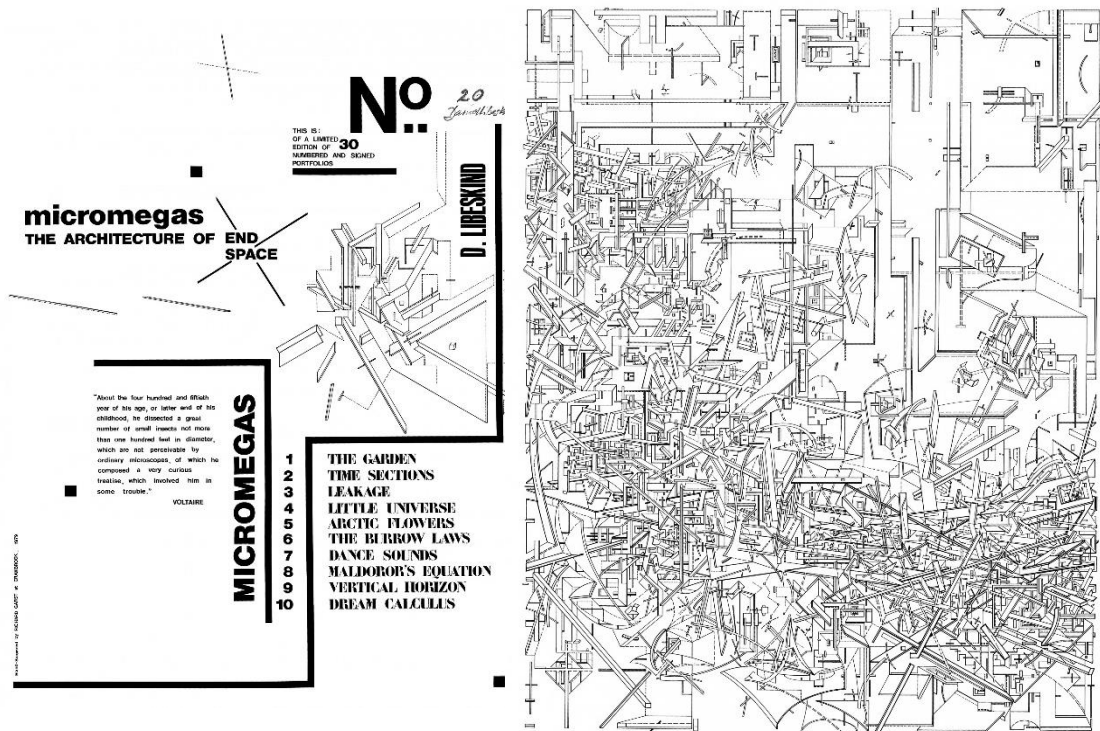 No
20
THIS IS:
OF A LIMITED
EDITION OF 30
NUMBERED AND SIGNED
PORTFOLIOS
D. LIBESKIND
micromegas
THE ARCHITECTURE OF END
SPACE
"About the four hundred and fiftieth
year of his age, or latter end of his
childhood, he dissected a great
number of small insects not more
than one hundred feet in diameter,
which are not perceivable by
ordinary microscopes, of which he
composed a very curious
treatise, which involved him in
some trouble."
VOLTAIRE
MICROMEGAS
1 THE GARDEN
2 TIME SECTIONS
3 LEAKAGE
4 LITTLE UNIVERSE
5 ARCTIC FLOWERS
6 THE BURROW LAWS
7 DANCE SOUNDS
8 MALDOROR'S EQUATION
9 VERTICAL HORIZON
10 DREAM CALCULUS